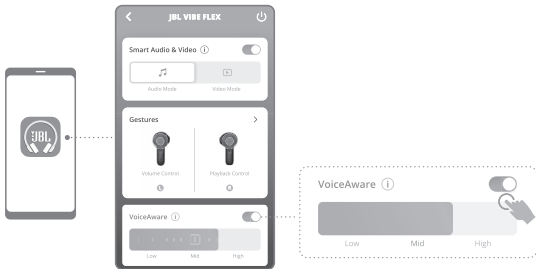 JBL VIBE FLEX
Smart Audio & Video i
Audio Mode Video Mode
JBL
Gestures
Volume Control Playback Control
L R
VoiceAware i
Low Mid High
VoiceAware i
Low Mid High